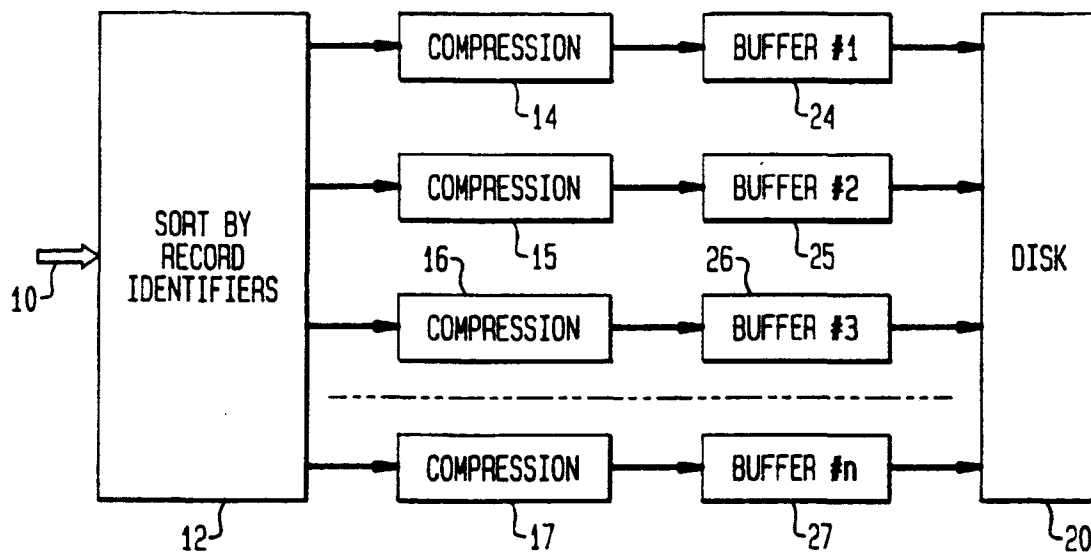 COMPRESSION
BUFFER #1
14
24
COMPRESSION
BUFFER #2
SORT BY
RECORD
IDENTIFIERS
DISK
10
16
15
26
25
COMPRESSION
BUFFER #3
COMPRESSION
BUFFER #n
12
17
27
20